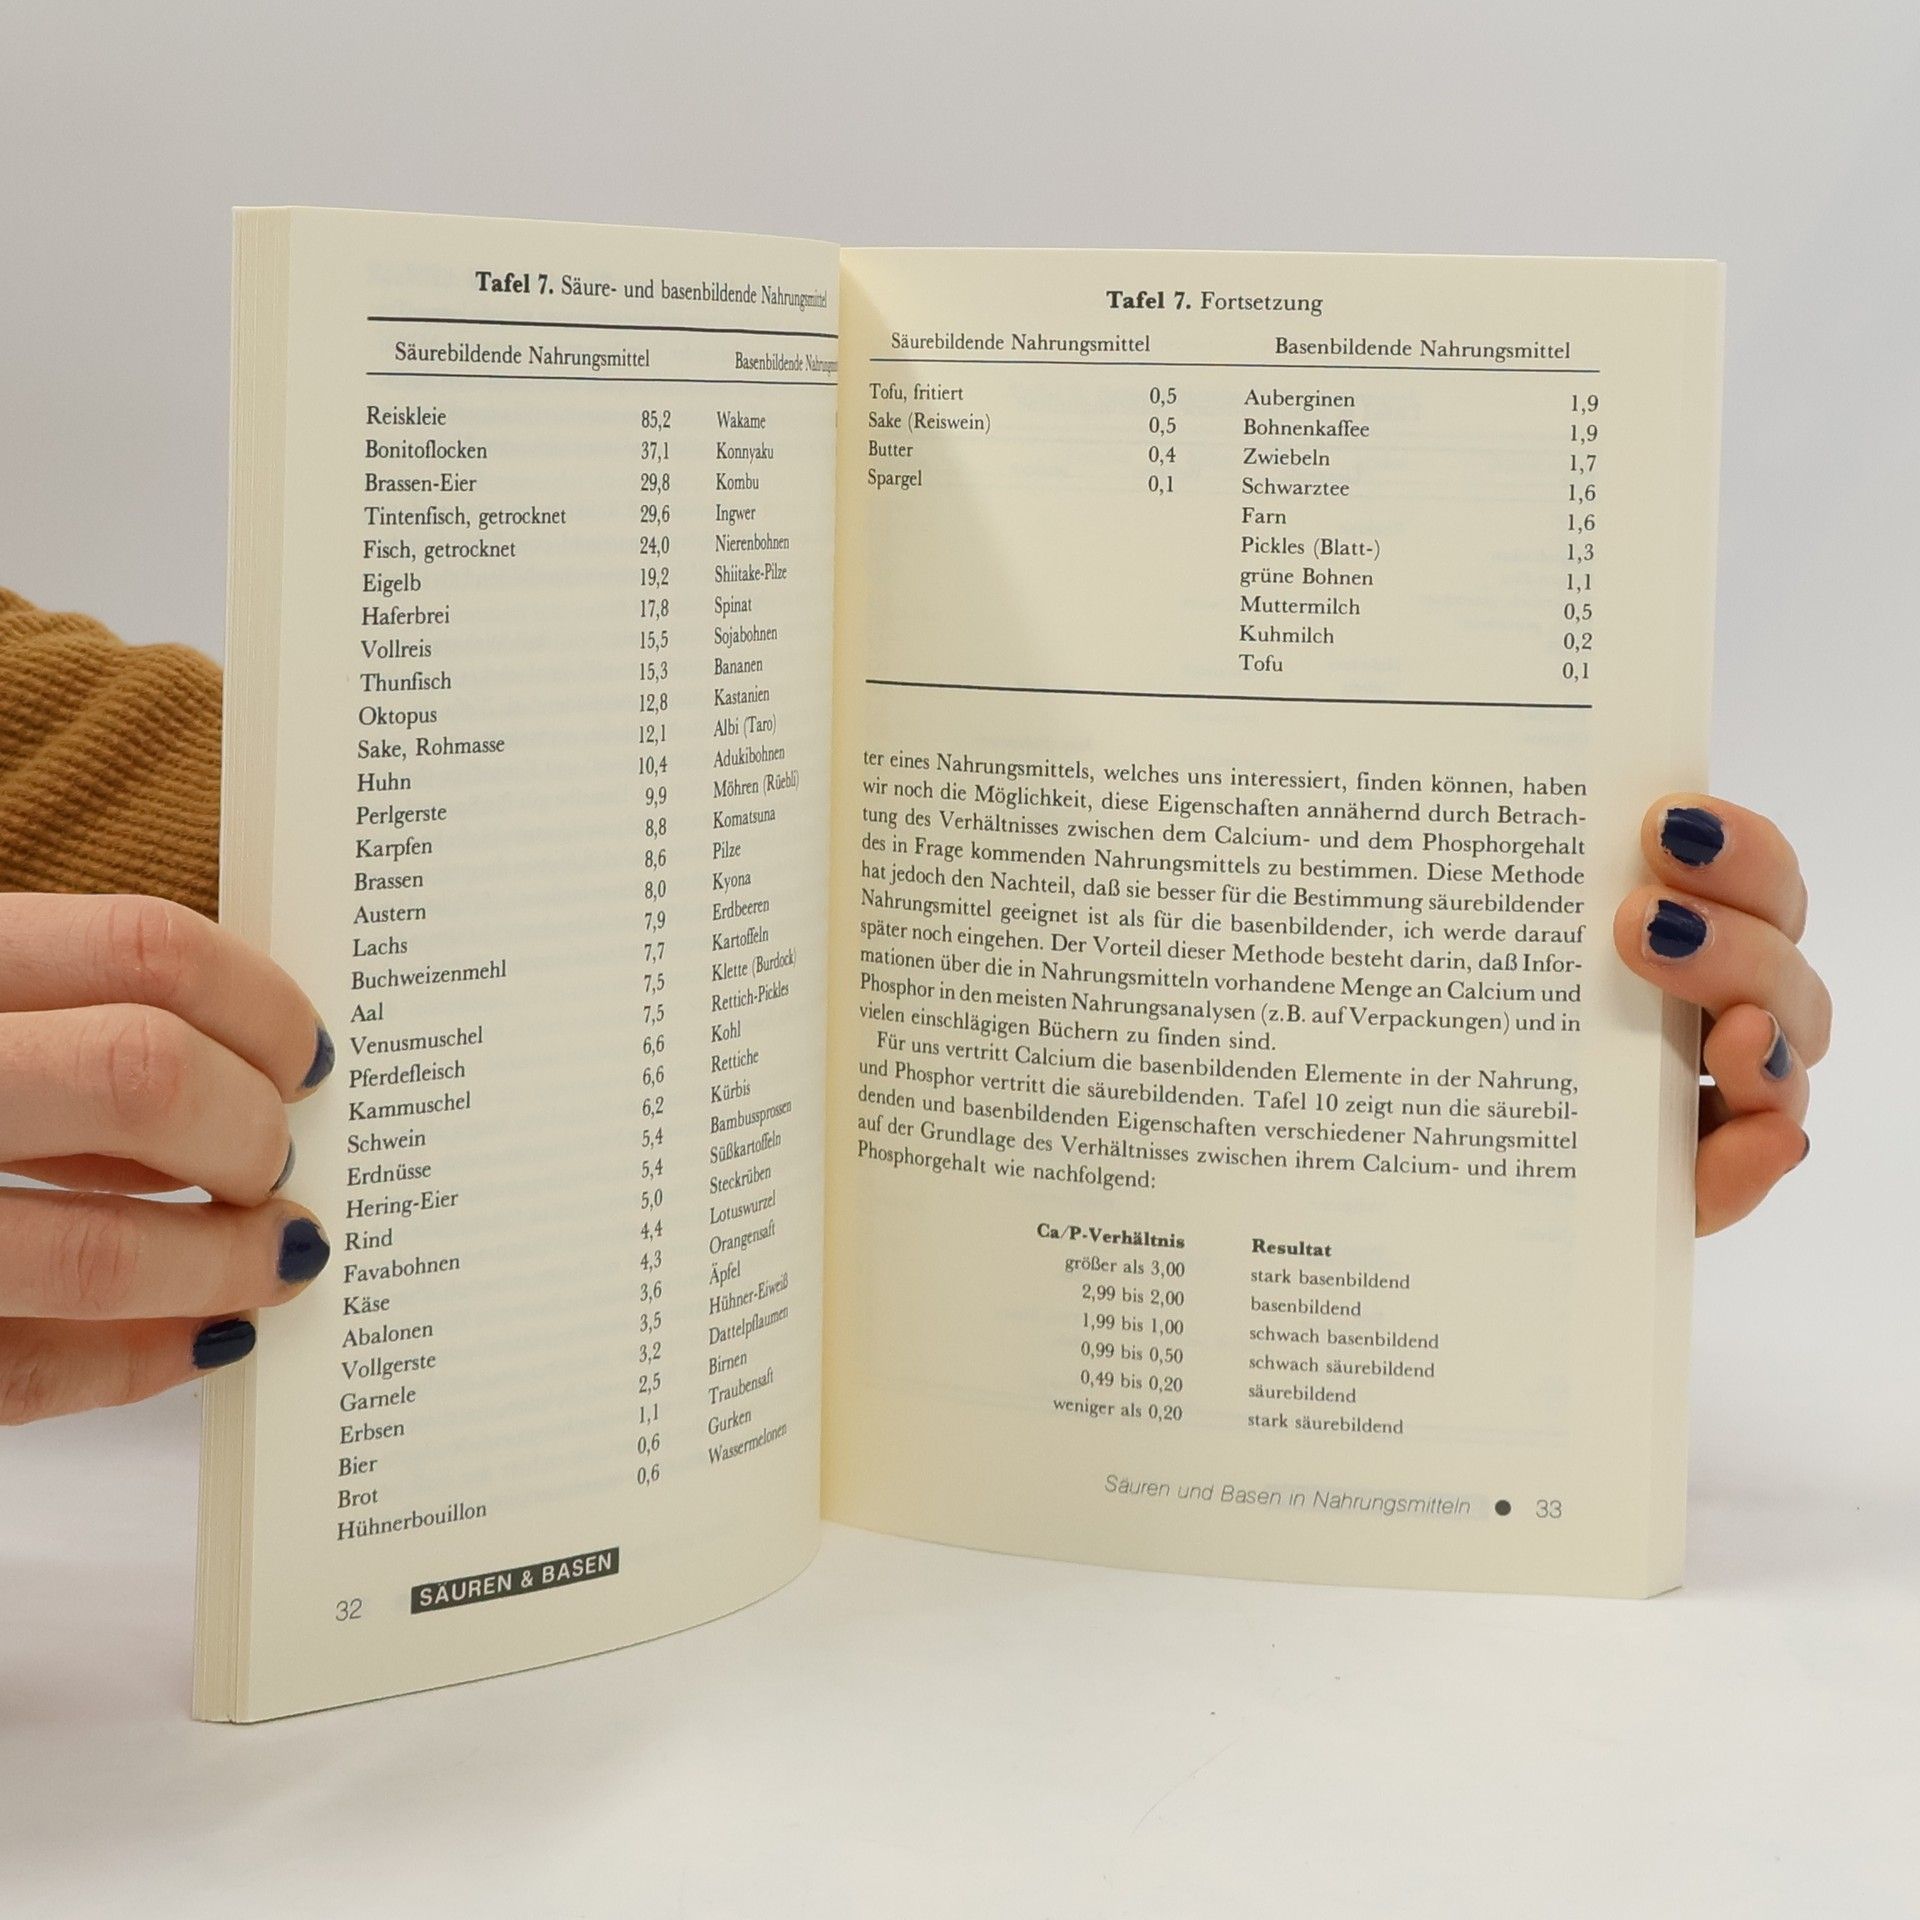 Tafel 7. Säure- und basenbildende Nahrungsmittel
Säurebildende Nahrungsmittel Basenbildende
Reiskleie 85,2 Wakame
Bonitoflocken 37,1 Konnyaku
Brassen-Eier 29,8 Kombu
Tintenfisch, getrocknet 29,6 Ingwer
Fisch, getrocknet 24,0 Nierenbohnen
Eigelb 19,2 Shiitake-Pilze
Haferbrei 17,8 Spinat
Vollreis 15,5 Sojabohnen
Thunfisch 15,3 Bananen
Oktopus 12,8 Kastanien
Sake, Rohmasse 12,1 Albi (Taro)
Huhn 10,4 Adukibohnen
Perlgerste 9,9 Möhren (Rüebli)
Karpfen 8,8 Komatsuna
Brassen 8,6 Pilze
Austern 8,0 Kyona
Lachs 7,9 Erdbeeren
Buchweizenmehl 7,7 Kartoffeln
Aal 7,5 Klette (Burdock)
Venusmuschel 7,5 Rettich-Pickles
Pferdefleisch 6,6 Kohl
Kammuschel 6,6 Rettiche
Schwein 6,2 Kürbis
Erdnüsse 5,4 Bambussprossen
Hering-Eier 5,4 Süßkartoffeln
Rind 5,0 Steckrüben
Favabohnen 4,4 Lotuswurzel
Käse 4,3 Orangensaft
Abalonen 3,6 Äpfel
Vollgerste 3,5 Hühner-Eiweiß
Garnele 3,2 Dattelpflaumen
Erbsen 2,5 Birnen
Bier 1,1 Traubensaft
Brot 0,6 Gurken
Hühnerbouillon 0,6 Wassermelonen
32 SÄUREN & BASEN
Tafel 7. Fortsetzung
Säurebildende Nahrungsmittel Basenbildende Nahrungsmittel
Tofu, fritiert 0,5 Auberginen 1,9
Sake (Reiswein) 0,5 Bohnenkaffee 1,9
Butter 0,4 Zwiebeln 1,7
Spargel 0,1 Schwarztee 1,6
Farn 1,6
Pickles (Blatt-) 1,3
grüne Bohnen 1,1
Muttermilch 0,5
Kuhmilch 0,2
Tofu 0,1
ter eines Nahrungsmittels, welches uns interessiert, finden können, haben
wir noch die Möglichkeit, diese Eigenschaften annähernd durch Betrach-
tung des Verhältnisses zwischen dem Calcium- und dem Phosphorgehalt
des in Frage kommenden Nahrungsmittels zu bestimmen. Diese Methode
hat jedoch den Nachteil, daß sie besser für die Bestimmung säurebildender
Nahrungsmittel geeignet ist als für die basenbildender, ich werde darauf
später noch eingehen. Der Vorteil dieser Methode besteht darin, daß Infor-
mationen über die in Nahrungsmitteln vorhandene Menge an Calcium und
Phosphor in den meisten Nahrungsanalysen (z.B. auf Verpackungen) und in
vielen einschlägigen Büchern zu finden sind.
Für uns vertritt Calcium die basenbildenden Elemente in der Nahrung,
und Phosphor vertritt die säurebildenden. Tafel 10 zeigt nun die säurebil-
denden und basenbildenden Eigenschaften verschiedener Nahrungsmittel
auf der Grundlage des Verhältnisses zwischen ihrem Calcium- und ihrem
Phosphorgehalt wie nachfolgend:
Ca/P-Verhältnis Resultat
größer als 3,00 stark basenbildend
2,99 bis 2,00 basenbildend
1,99 bis 1,00 schwach basenbildend
0,99 bis 0,50 schwach säurebildend
0,49 bis 0,20 säurebildend
weniger als 0,20 stark säurebildend
Säuren und Basen in Nahrungsmitteln ● 33